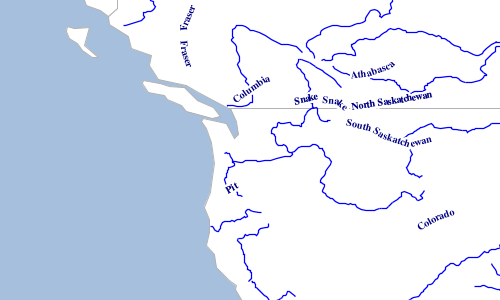 Fraser
Fraser
Athabasca
Columbia
Snake
Snake
North Saskatchewan
South Saskatchewan
Pit
Colorado